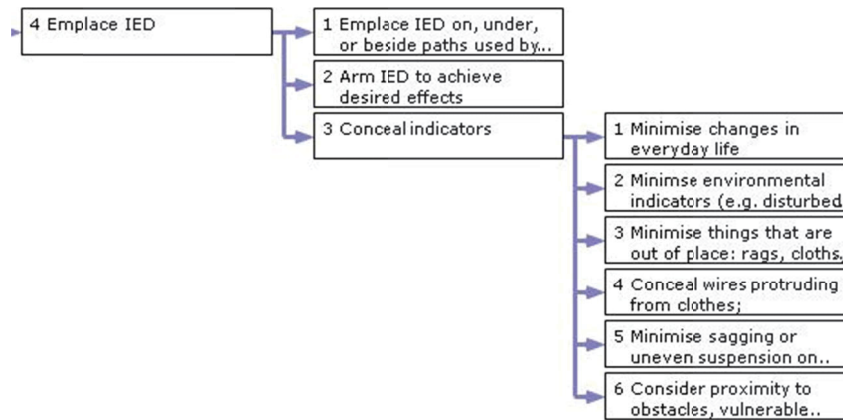 4 Emplace IED
1 Emplace IED on, under,
or beside paths used by...
2 Arm IED to achieve
desired effects
3 Conceal indicators
1 Minimise changes in
everyday life
2 Minimse environmental
indicators (e.g. disturbed
3 Minimise things that are
out of place: rags, cloths.
4 Conceal wires protruding
from clothes;
5 Minimise sagging or
uneven suspension on..
6 Consider proximity to
obstacles, vulnerable..